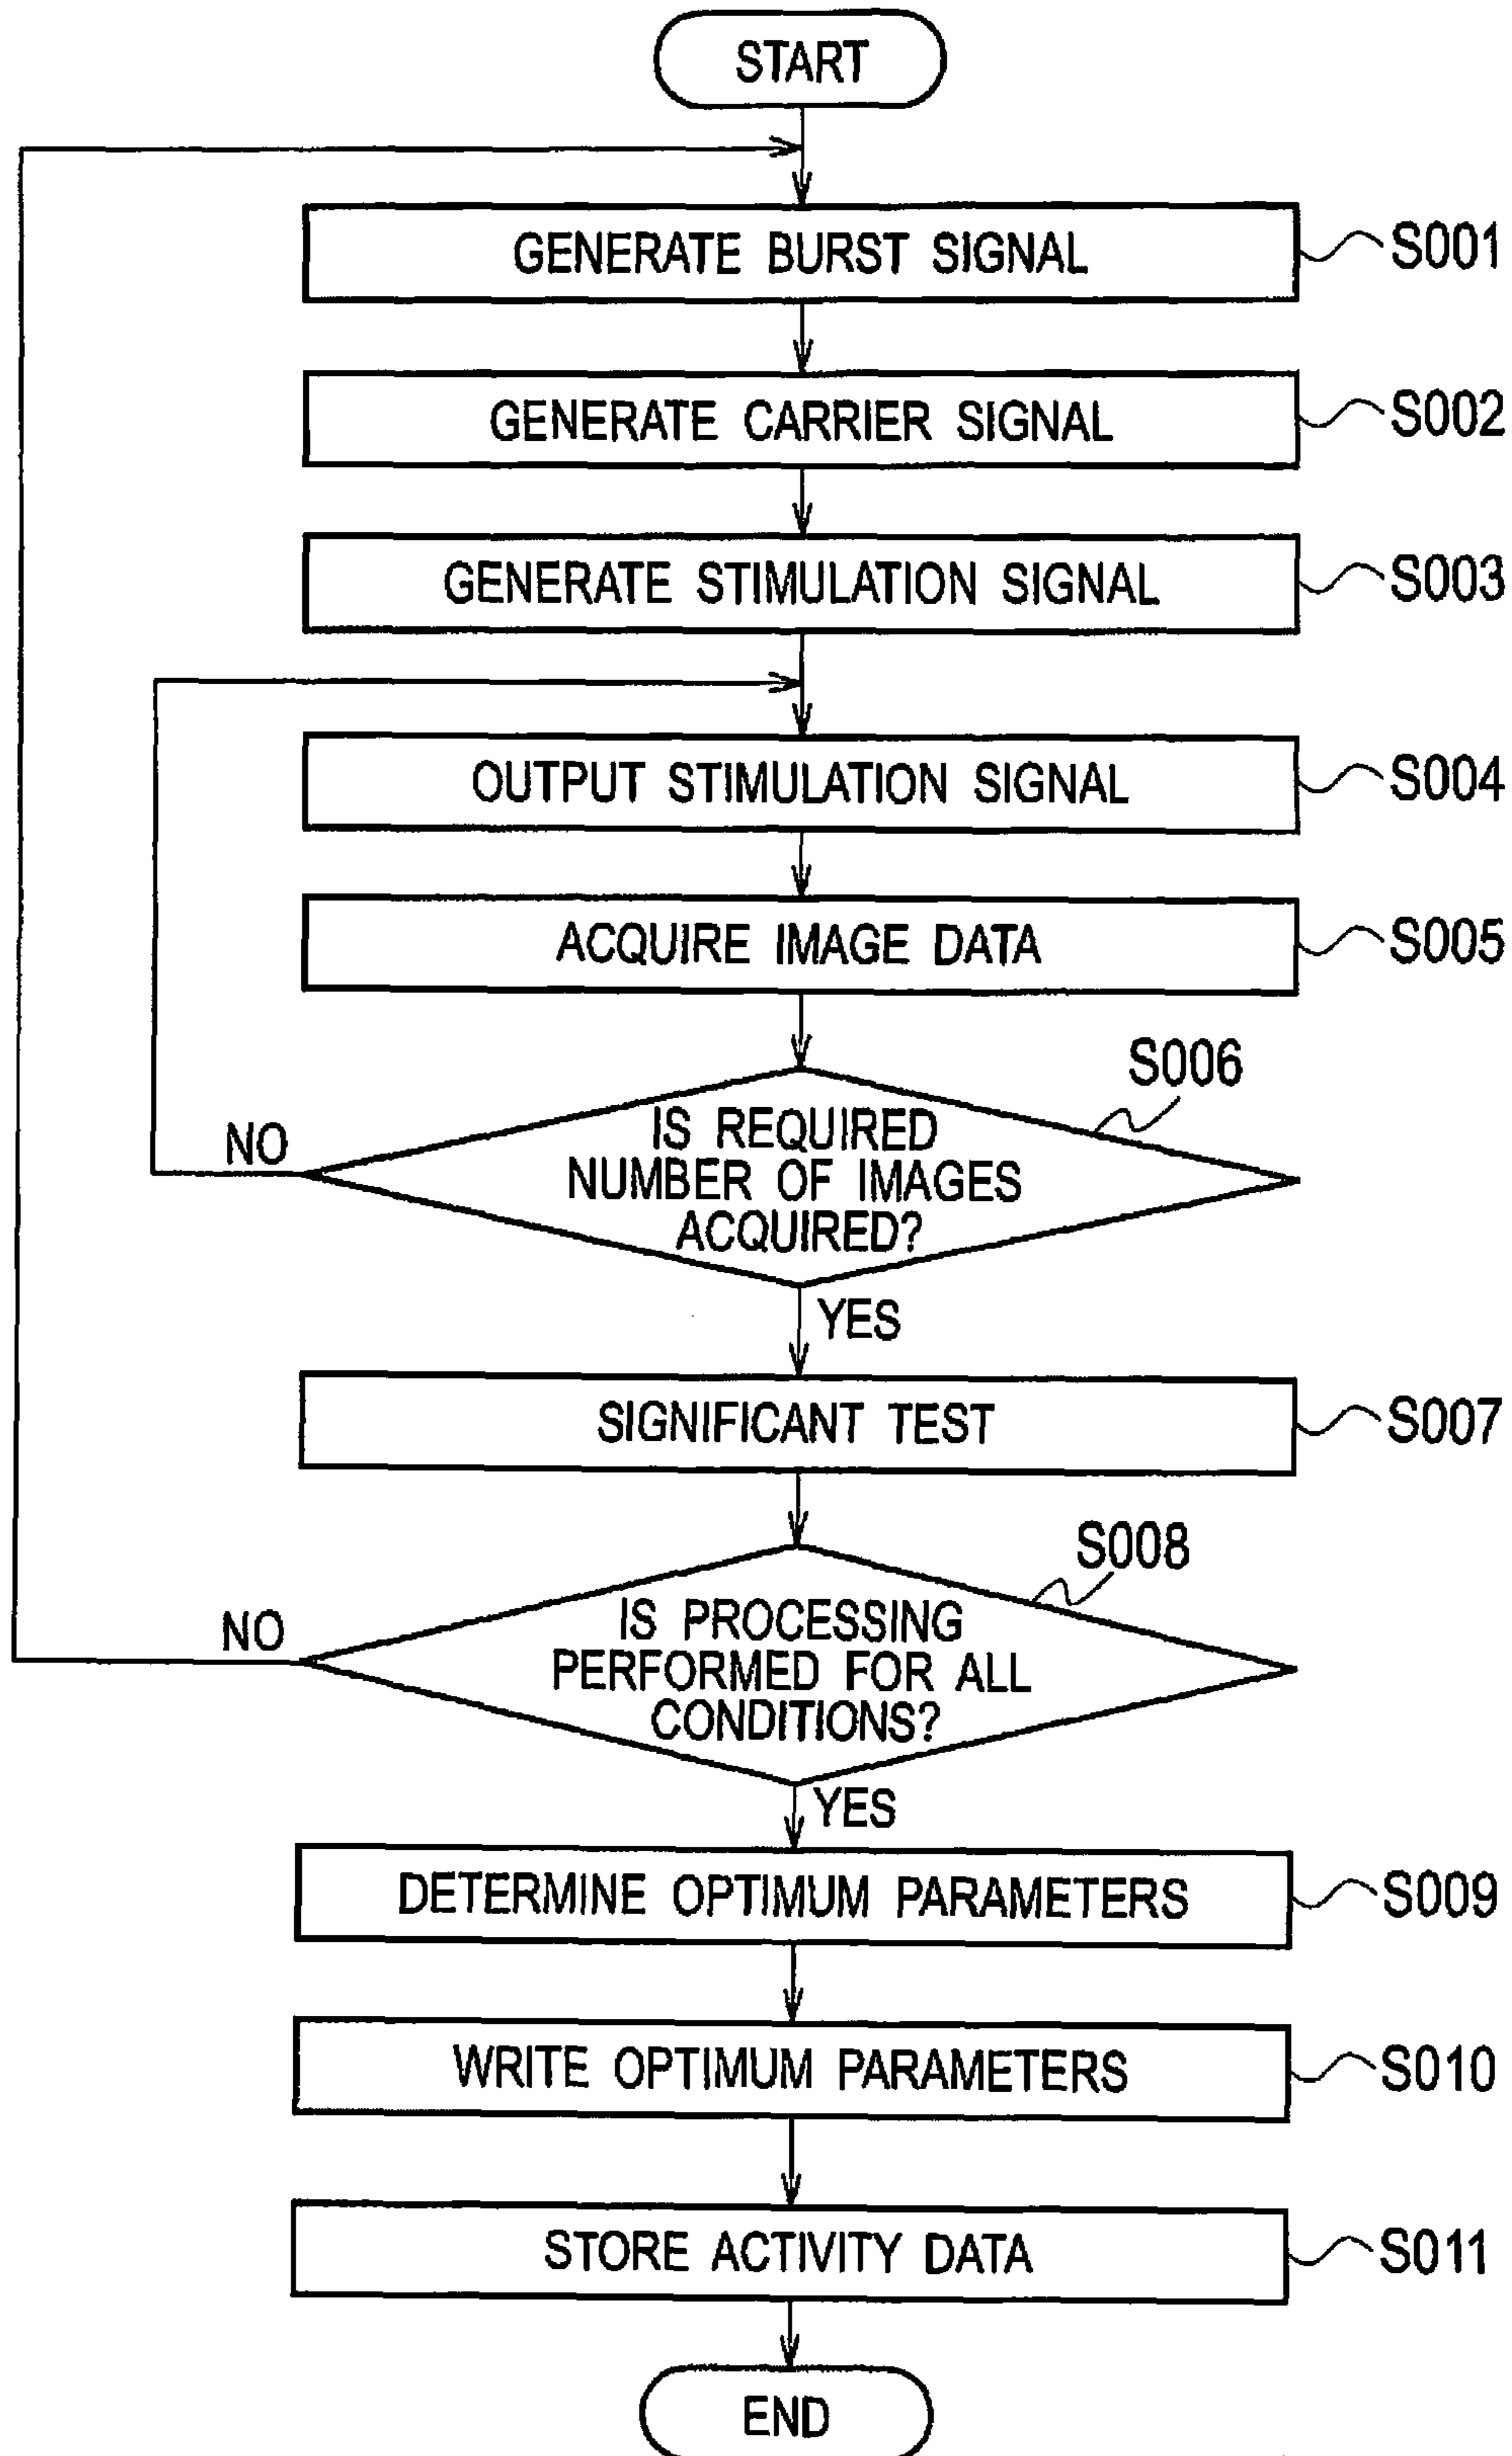 START
GENERATE BURST SIGNAL
S001
GENERATE CARRIER SIGNAL
S002
GENERATE STIMULATION SIGNAL
S003
OUTPUT STIMULATION SIGNAL
S004
ACQUIRE IMAGE DATA
S005
S006
IS REQUIRED
NUMBER OF IMAGES
ACQUIRED?
NO
YES
SIGNIFICANT TEST
S007
S008
IS PROCESSING
PERFORMED FOR ALL
CONDITIONS?
NO
YES
DETERMINE OPTIMUM PARAMETERS
S009
WRITE OPTIMUM PARAMETERS
S010
STORE ACTIVITY DATA
S011
END